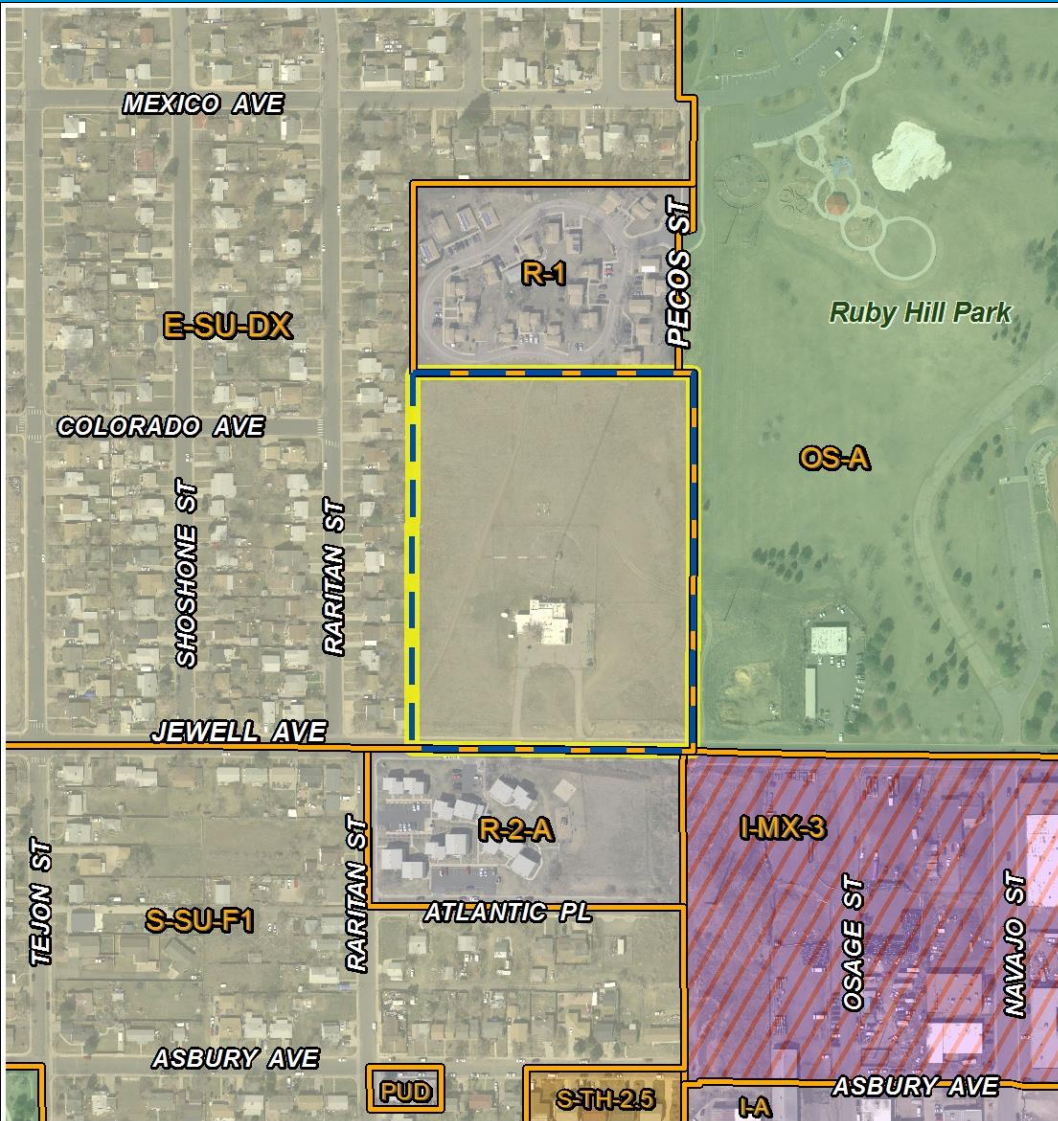 MEXICO AVE
PECOS ST
R-1
Ruby Hill Park
E-SU-DX
COLORADO AVE
OS-A
SHOSHONE ST
RARITAN ST
JEWELL AVE
R-2-A
I-MX-3
TEJON ST
RARITAN ST
OSAGE ST
NAVAJO ST
S-SU-F1
ATLANTIC PL
ASBURY AVE
PUD
S-TH-2.5
ASBURY AVE
I-A